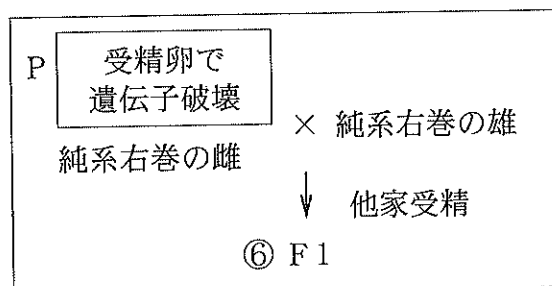 P
受精卵で
遺伝子破壊
× 純系右巻の雄
純系右巻の雌
↓ 他家受精
⑥ F1